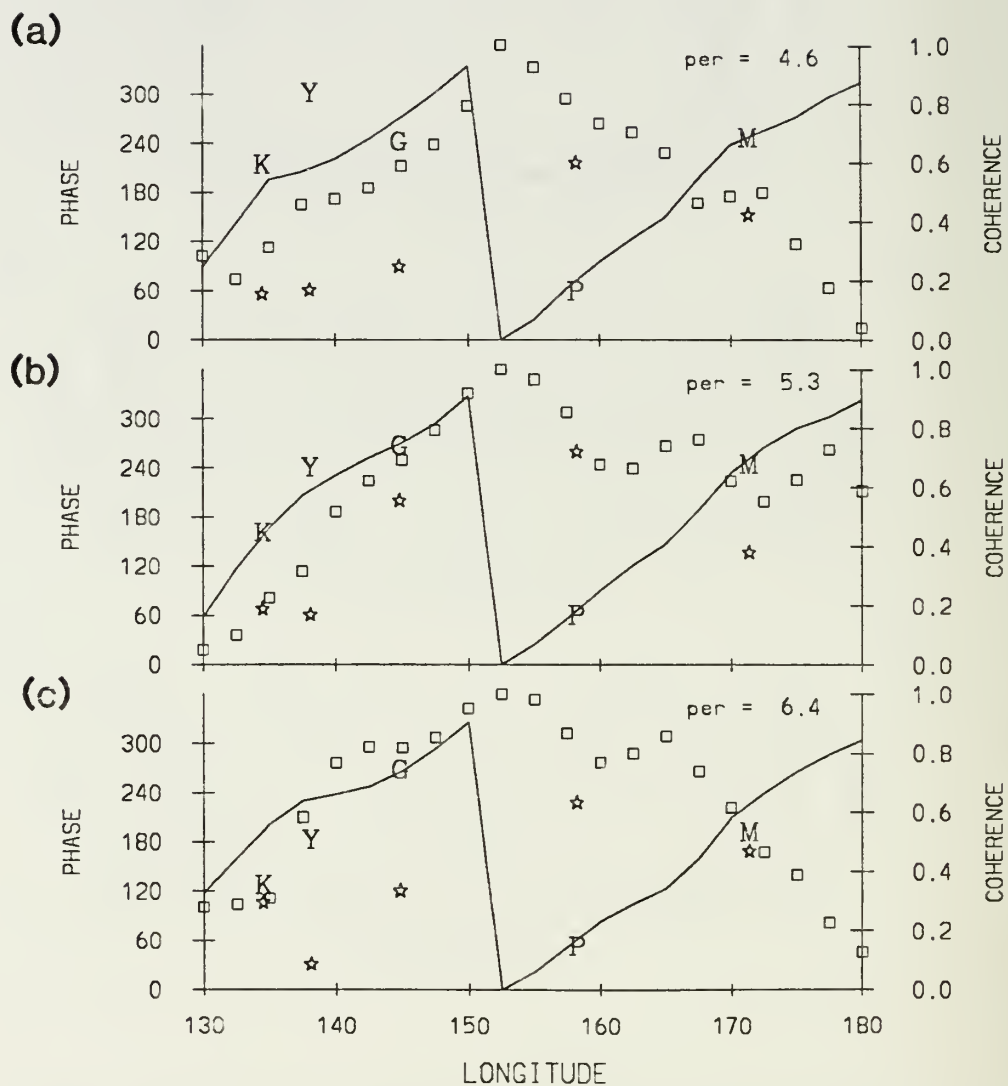 (a)
per = 4.6
PHASE
300
240
180
120
60
0
K
Y
G
P
M
1.0
0.8
0.6
0.4
0.2
0.0
COHERENCE
(b)
per = 5.3
PHASE
300
240
180
120
60
0
K
Y
G
P
M
1.0
0.8
0.6
0.4
0.2
0.0
COHERENCE
(c)
per = 6.4
PHASE
300
240
180
120
60
0
K
Y
G
P
M
1.0
0.8
0.6
0.4
0.2
0.0
COHERENCE
130 140 150 160 170 180
LONGITUDE